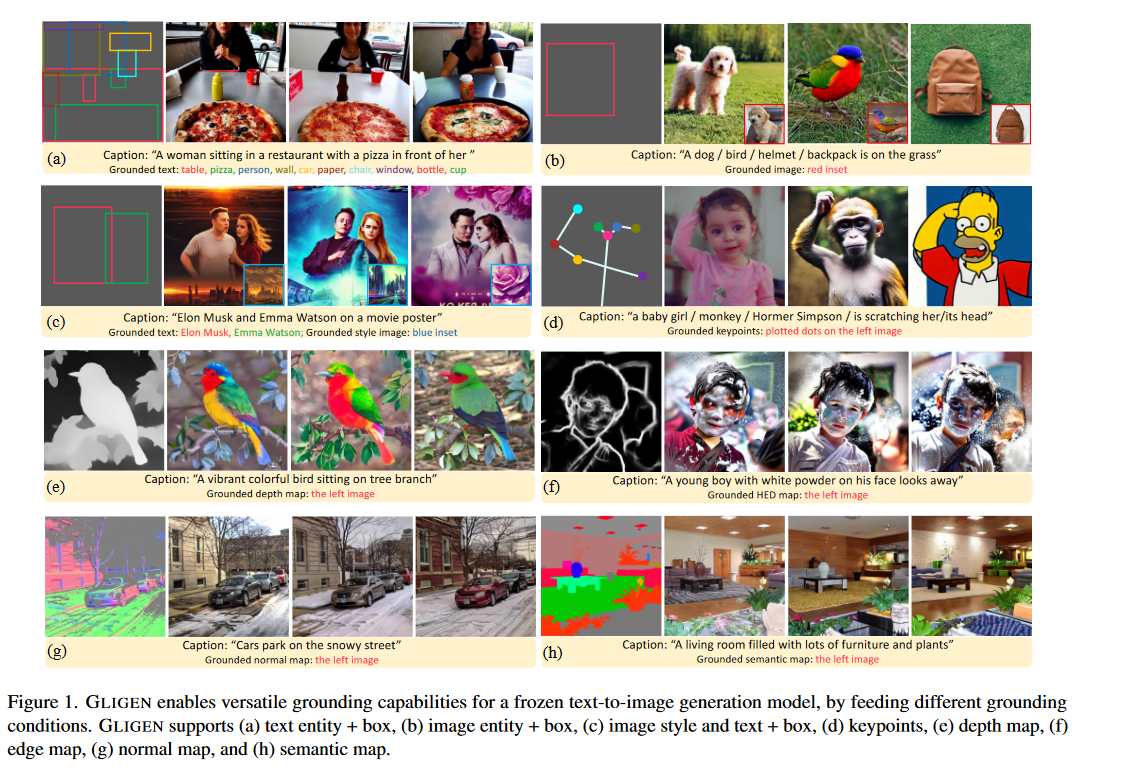 (a)
Caption: "A woman sitting in a restaurant with a pizza in front of her "
Grounded text: table, pizza, person, wall, car, paper, chair, window, bottle, cup
(b)
Caption: "A dog / bird / helmet / backpack is on the grass"
Grounded image: red inset
(c)
Caption: "Elon Musk and Emma Watson on a movie poster"
Grounded text: Elon Musk, Emma Watson; Grounded style image: blue inset
(d)
Caption: "a baby girl / monkey / Hormer Simpson / is scratching her/its head"
Grounded keypoints: plotted dots on the left image
(e)
Caption: "A vibrant colorful bird sitting on tree branch"
Grounded depth map: the left image
(f)
Caption: "A young boy with white powder on his face looks away"
Grounded HED map: the left image
(g)
Caption: "Cars park on the snowy street"
Grounded normal map: the left image
(h)
Caption: "A living room filled with lots of furniture and plants"
Grounded semantic map: the left image
Figure 1. GLIGEN enables versatile grounding capabilities for a frozen text-to-image generation model, by feeding different grounding
conditions. GLIGEN supports (a) text entity + box, (b) image entity + box, (c) image style and text + box, (d) keypoints, (e) depth map, (f)
edge map, (g) normal map, and (h) semantic map.